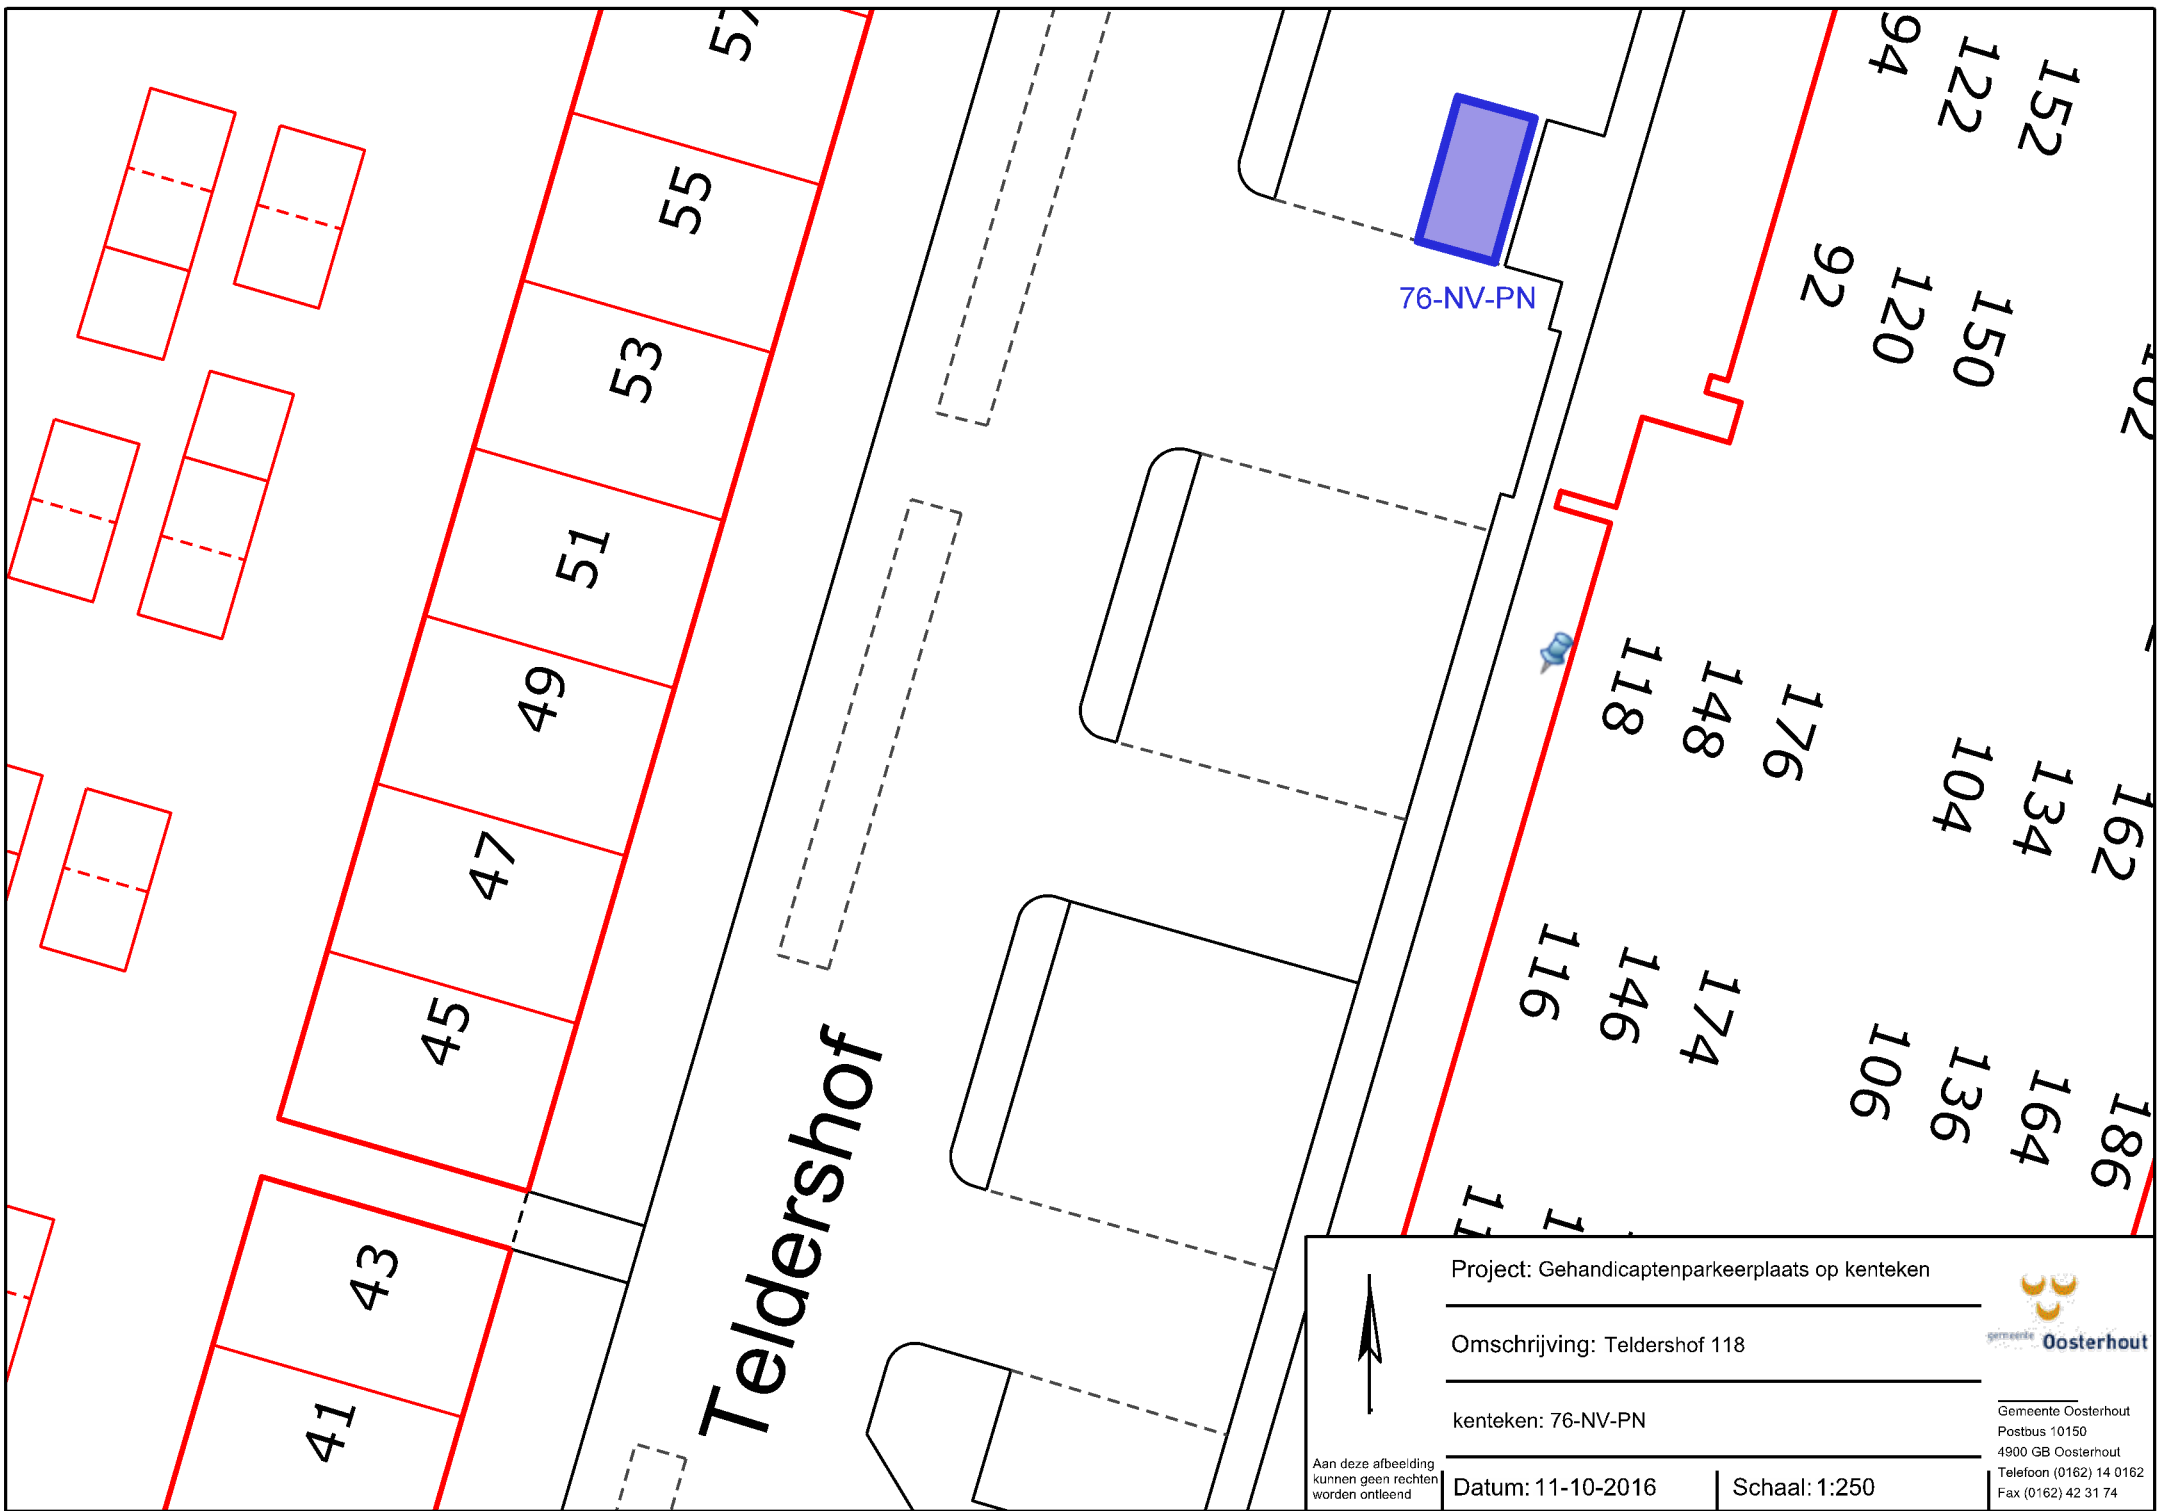 57
55
53
51
49
47
45
43
41
Teldershof
76-NV-PN
94
122
152
92
120
150
102
118
148
176
104
134
162
116
146
174
106
136
164
186
Project: Gehandicaptenparkeerplaats op kenteken
Omschrijving: Teldershof 118
kenteken: 76-NV-PN
Datum: 11-10-2016
Schaal: 1:250
Aan deze afbeelding
kunnen geen rechten
worden ontleend
gemeente Oosterhout
Gemeente Oosterhout
Postbus 10150
4900 GB Oosterhout
Telefoon (0162) 14 0162
Fax (0162) 42 31 74